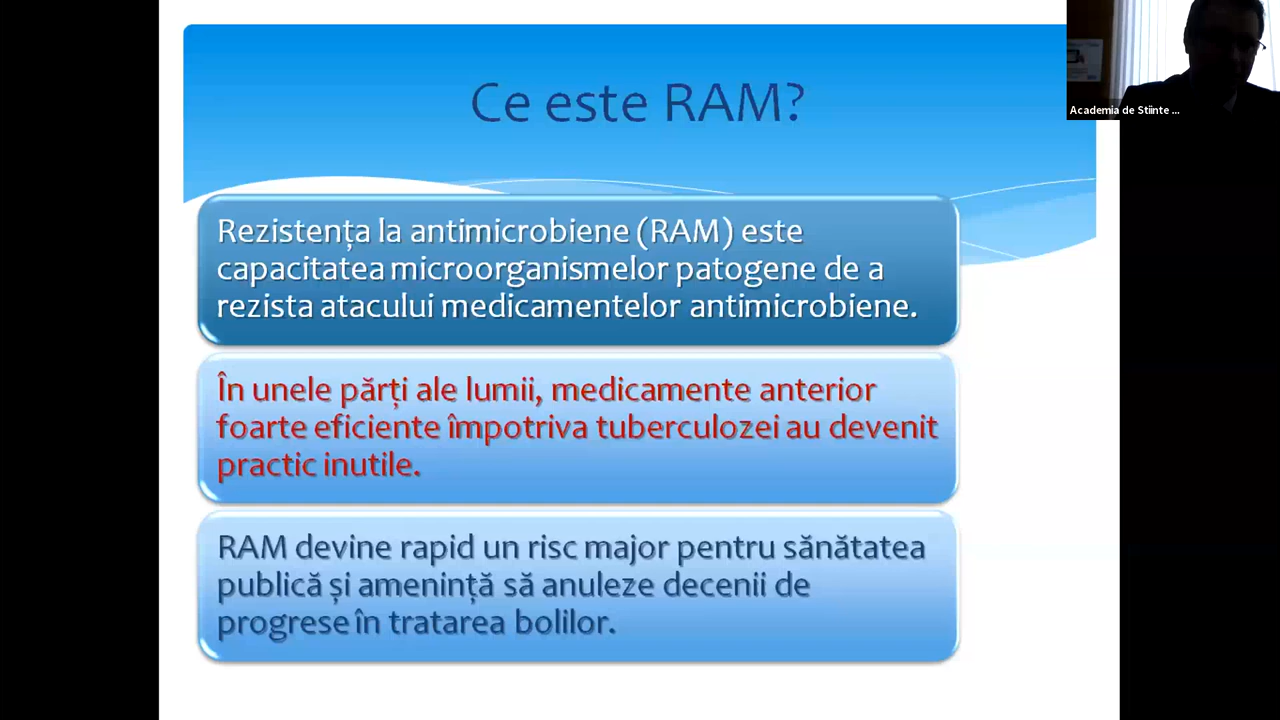 Ce este RAM?
Academia de Stiinte ...
Rezistența la antimicrobiene (RAM) este
capacitatea microorganismelor patogene de a
rezista atacului medicamentelor antimicrobiene.
În unele părți ale lumii, medicamente anterior
foarte eficiente împotriva tuberculozei au devenit
practic inutile.
RAM devine rapid un risc major pentru sănătatea
publică și amenință să anuleze decenii de
progrese în tratarea bolilor.